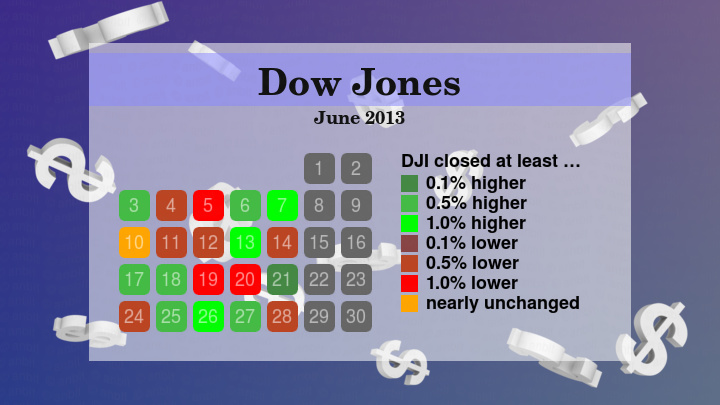 Dow Jones
June 2013
1 2
3 4 5 6 7 8 9
10 11 12 13 14 15 16
17 18 19 20 21 22 23
24 25 26 27 28 29 30
DJI closed at least ...
0.1% higher
0.5% higher
1.0% higher
0.1% lower
0.5% lower
1.0% lower
nearly unchanged